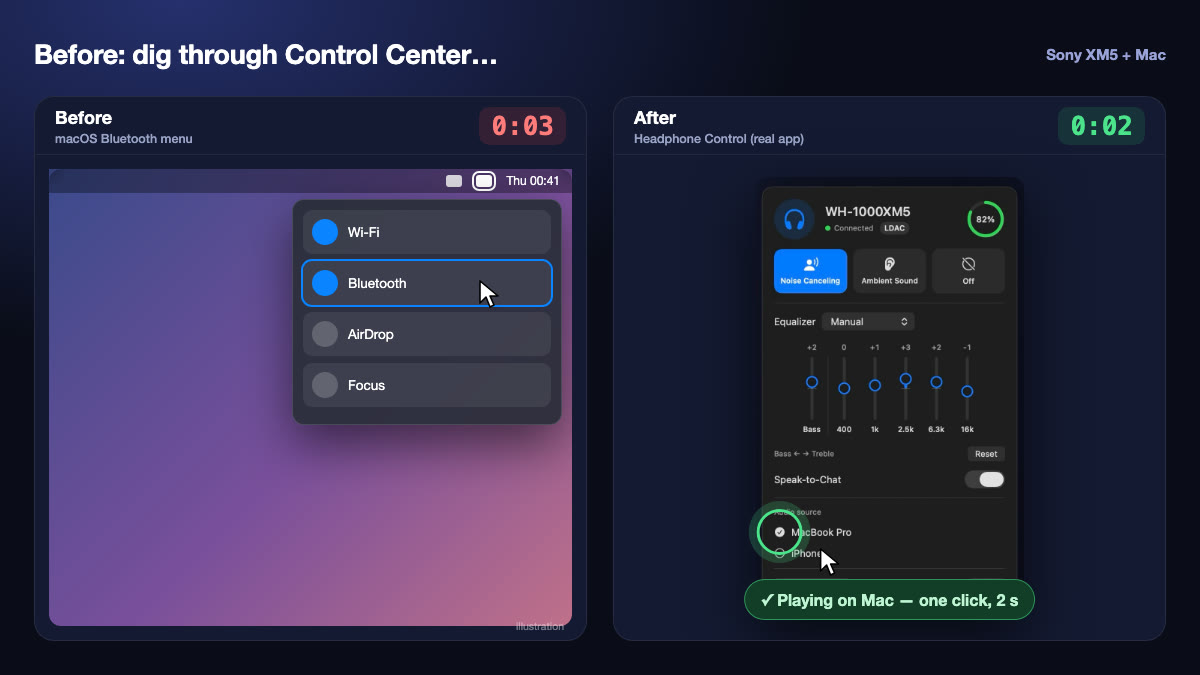 Before: dig through Control Center…
Sony XM5 + Mac
Before
macOS Bluetooth menu
0:03
Thu 00:41
Wi-Fi
Bluetooth
AirDrop
Focus
Illustration
After
Headphone Control (real app)
0:02
WH-1000XM5
Connected LDAC
82%
Noise Canceling
Ambient Sound
Off
Equalizer Manual
+2 0 +1 +3 +2 -1
Bass 400 1k 2.5k 6.3k 16k
Bass ← → Treble
Reset
Speak-to-Chat
Audio source
MacBook Pro
iPhone
✓ Playing on Mac — one click, 2 s